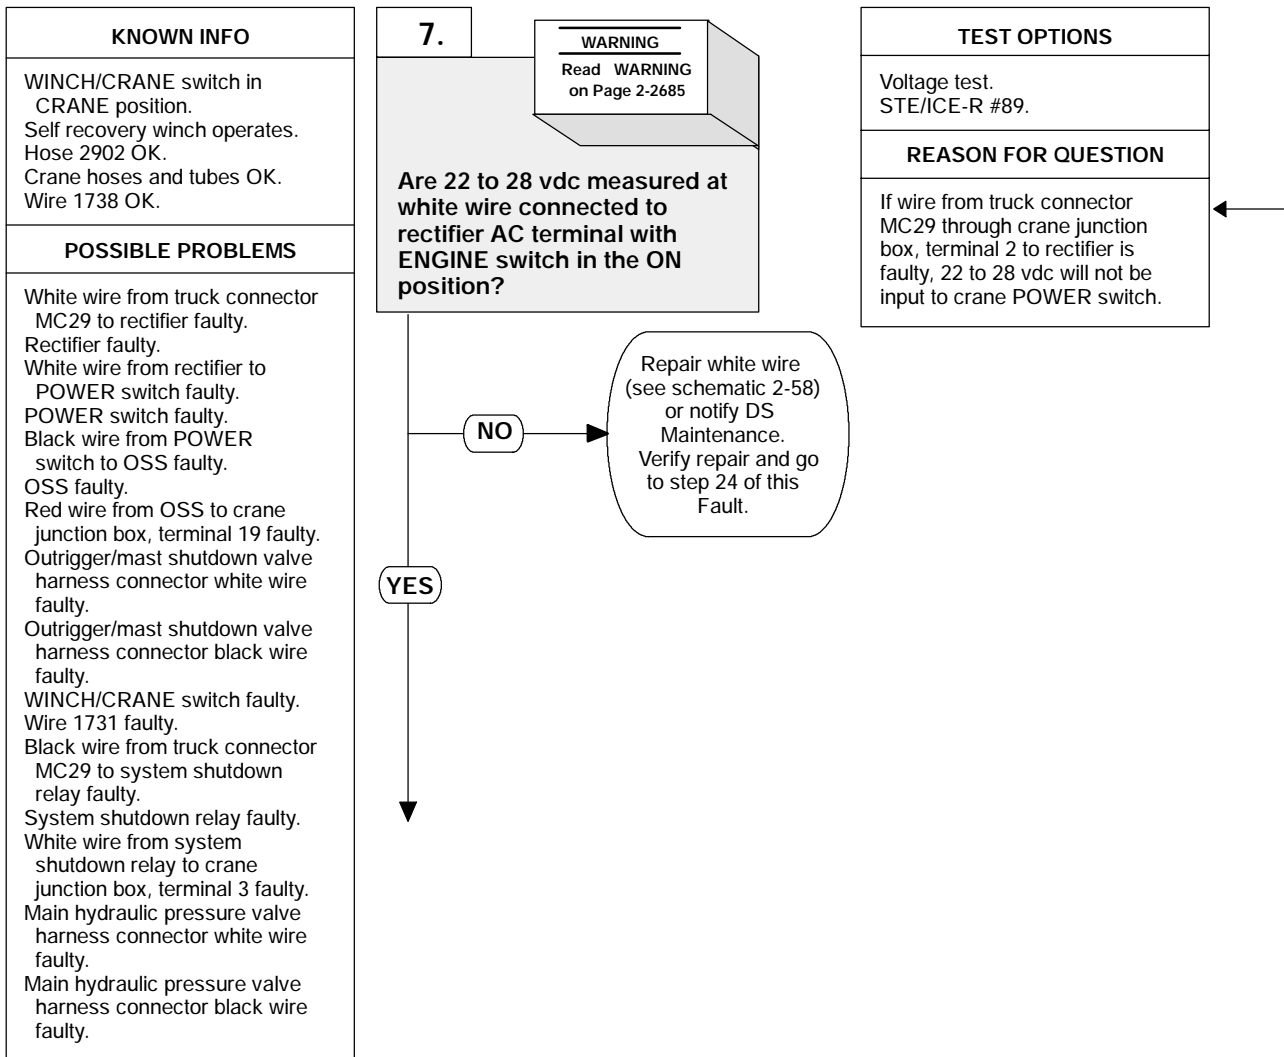 KNOWN INFO
WINCH/CRANE switch in
CRANE position.
Self recovery winch operates.
Hose 2902 OK.
Crane hoses and tubes OK.
Wire 1738 OK.
POSSIBLE PROBLEMS
White wire from truck connector
MC29 to rectifier faulty.
Rectifier faulty.
White wire from rectifier to
POWER switch faulty.
POWER switch faulty.
Black wire from POWER
switch to OSS faulty.
OSS faulty.
Red wire from OSS to crane
junction box, terminal 19 faulty.
Outrigger/mast shutdown valve
harness connector white wire
faulty.
Outrigger/mast shutdown valve
harness connector black wire
faulty.
WINCH/CRANE switch faulty.
Wire 1731 faulty.
Black wire from truck connector
MC29 to system shutdown
relay faulty.
System shutdown relay faulty.
White wire from system
shutdown relay to crane
junction box, terminal 3 faulty.
Main hydraulic pressure valve
harness connector white wire
faulty.
Main hydraulic pressure valve
harness connector black wire
faulty.
7.
WARNING
Read WARNING
on Page 2-2685
Are 22 to 28 vdc measured at
white wire connected to
rectifier AC terminal with
ENGINE switch in the ON
position?
NO
Repair white wire
(see schematic 2-58)
or notify DS
Maintenance.
Verify repair and go
to step 24 of this
Fault.
YES
TEST OPTIONS
Voltage test.
STE/ICE-R #89.
REASON FOR QUESTION
If wire from truck connector
MC29 through crane junction
box, terminal 2 to rectifier is
faulty, 22 to 28 vdc will not be
input to crane POWER switch.